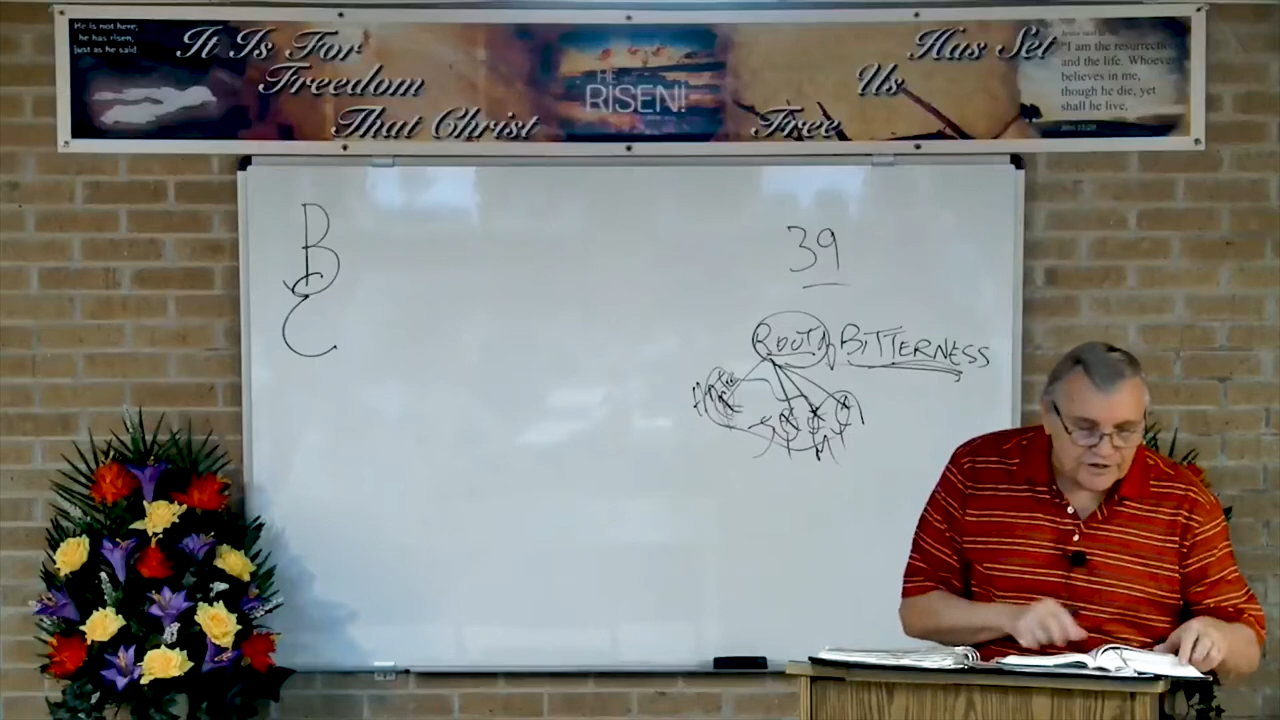 He is not here,
he has risen,
just as he said
It Is For
Freedom
That Christ
HE
RISEN!
Has Set
Us
Free
"I am the resurrectio
and the life. Whoever
believes in me,
though he die, yet
shall he live,
B
C
39
ROOT of BITTERNESS